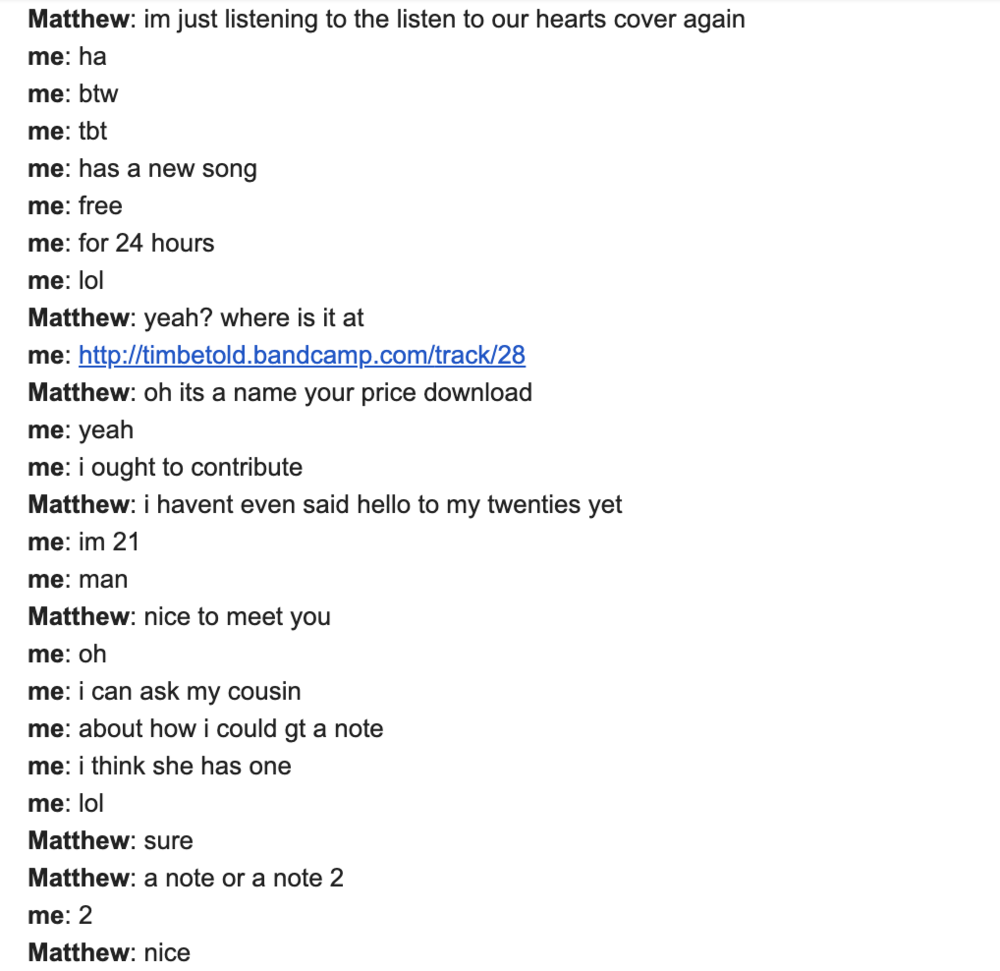 Matthew: im just listening to the listen to our hearts cover again
me: ha
me: btw
me: tbt
me: has a new song
me: free
me: for 24 hours
me: lol
Matthew: yeah? where is it at
me: http://timbetold.bandcamp.com/track/28
Matthew: oh its a name your price download
me: yeah
me: i ought to contribute
Matthew: i havent even said hello to my twenties yet
me: im 21
me: man
Matthew: nice to meet you
me: oh
me: i can ask my cousin
me: about how i could gt a note
me: i think she has one
me: lol
Matthew: sure
Matthew: a note or a note 2
me: 2
Matthew: nice